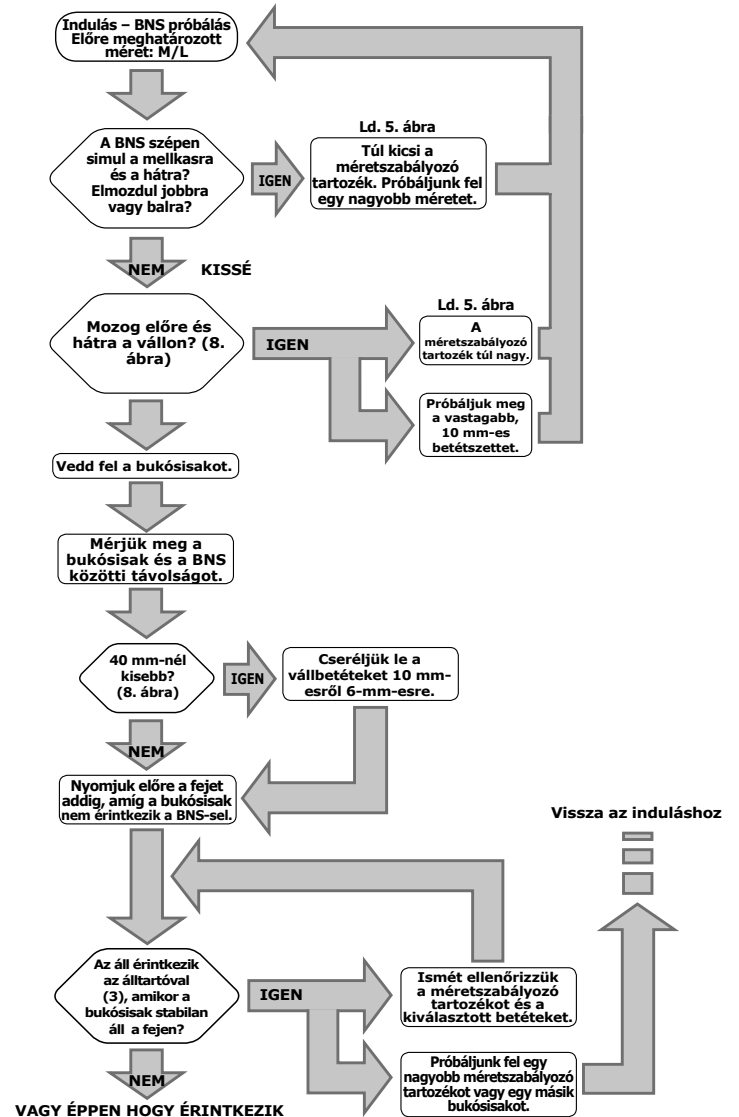 Indulás – BNS próbálás
Előre meghatározott
méret: M/L
A BNS szépen
simul a mellkasra
és a hátra?
Elmozdul jobbra
vagy balra?
IGEN
Ld. 5. ábra
Túl kicsi a
méretszabályozó
tartozék. Próbáljunk fel
egy nagyobb méretet.
NEM
KISSÉ
Mozog előre és
hátra a vállon? (8.
ábra)
IGEN
Ld. 5. ábra
A
méretszabályozó
tartozék túl nagy.
Próbáljuk meg
a vastagabb,
10 mm-es
betétszettet.
Vedd fel a bukósisakot.
Mérjük meg a
bukósisak és a BNS
közötti távolságot.
40 mm-nél
kisebb?
(8. ábra)
IGEN
Cseréljük le a
vállbetéteket 10 mm-
esről 6-mm-esre.
NEM
Nyomjuk előre a fejet
addig, amíg a bukósisak
nem érintkezik a BNS-sel.
Vissza az induláshoz
Az áll érintkezik
az álltartóval
(3), amikor a
bukósisak stabilan
áll a fejen?
IGEN
Ismét ellenőrizzük
a méretszabályozó
tartozékot és a
kiválasztott betéteket.
Próbáljunk fel egy
nagyobb méretszabályozó
tartozékot vagy egy másik
bukósisakot.
NEM
VAGY ÉPPEN HOGY ÉRINTKEZIK